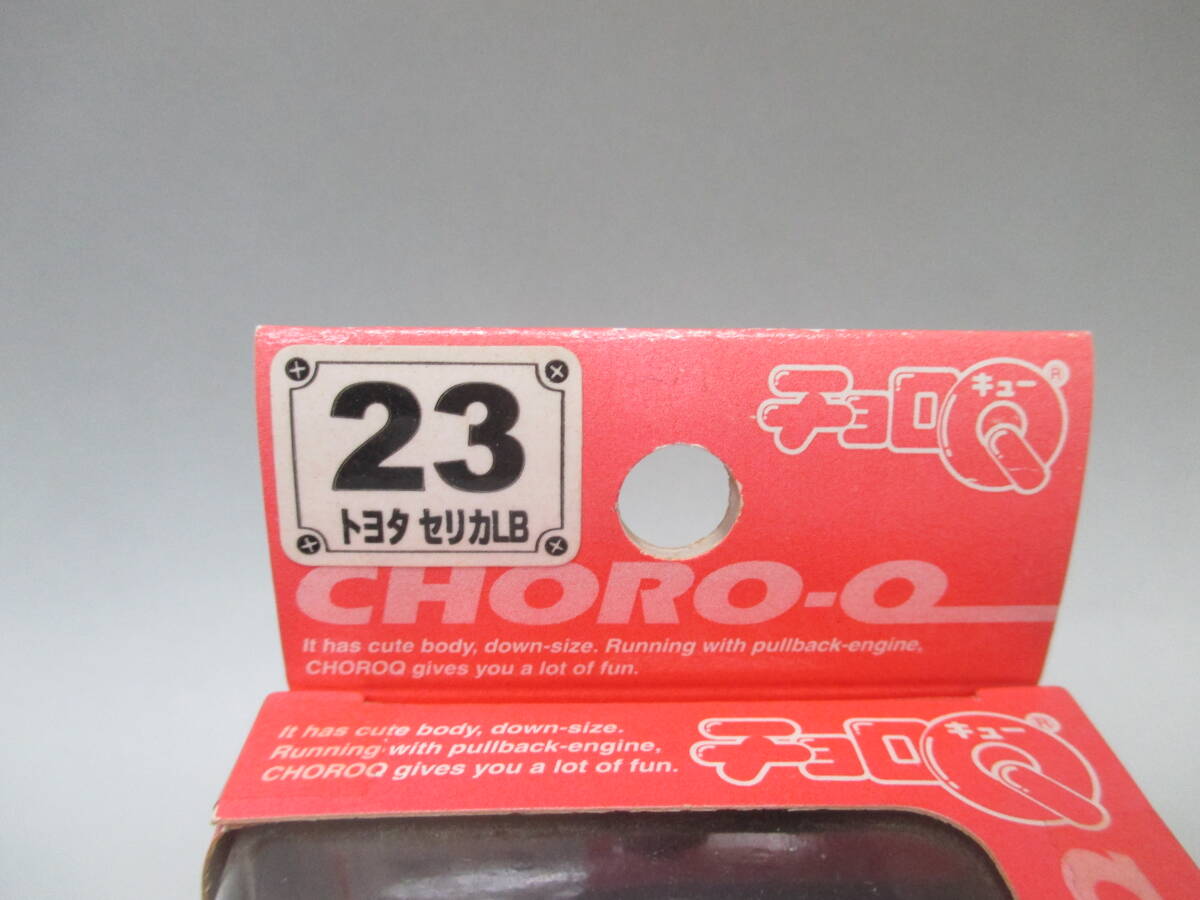 23
トヨタ セリカLB
チョロQ
キュー
®
CHORO-Q
It has cute body, down-size. Running with pullback-engine,
CHOROQ gives you a lot of fun.
It has cute body, down-size.
Running with pullback-engine,
CHOROQ gives you a lot of fun.
チョロQ
キュー
®